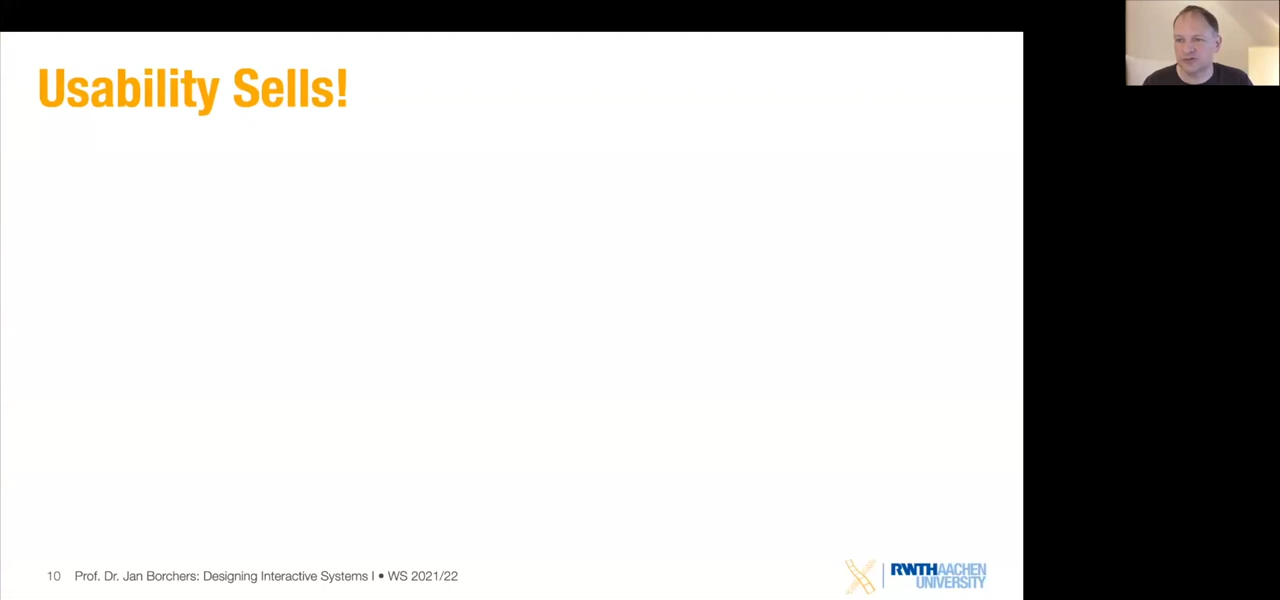 Usability Sells!
10 Prof. Dr. Jan Borchers: Designing Interactive Systems I • WS 2021/22
RWTHAACHEN
UNIVERSITY